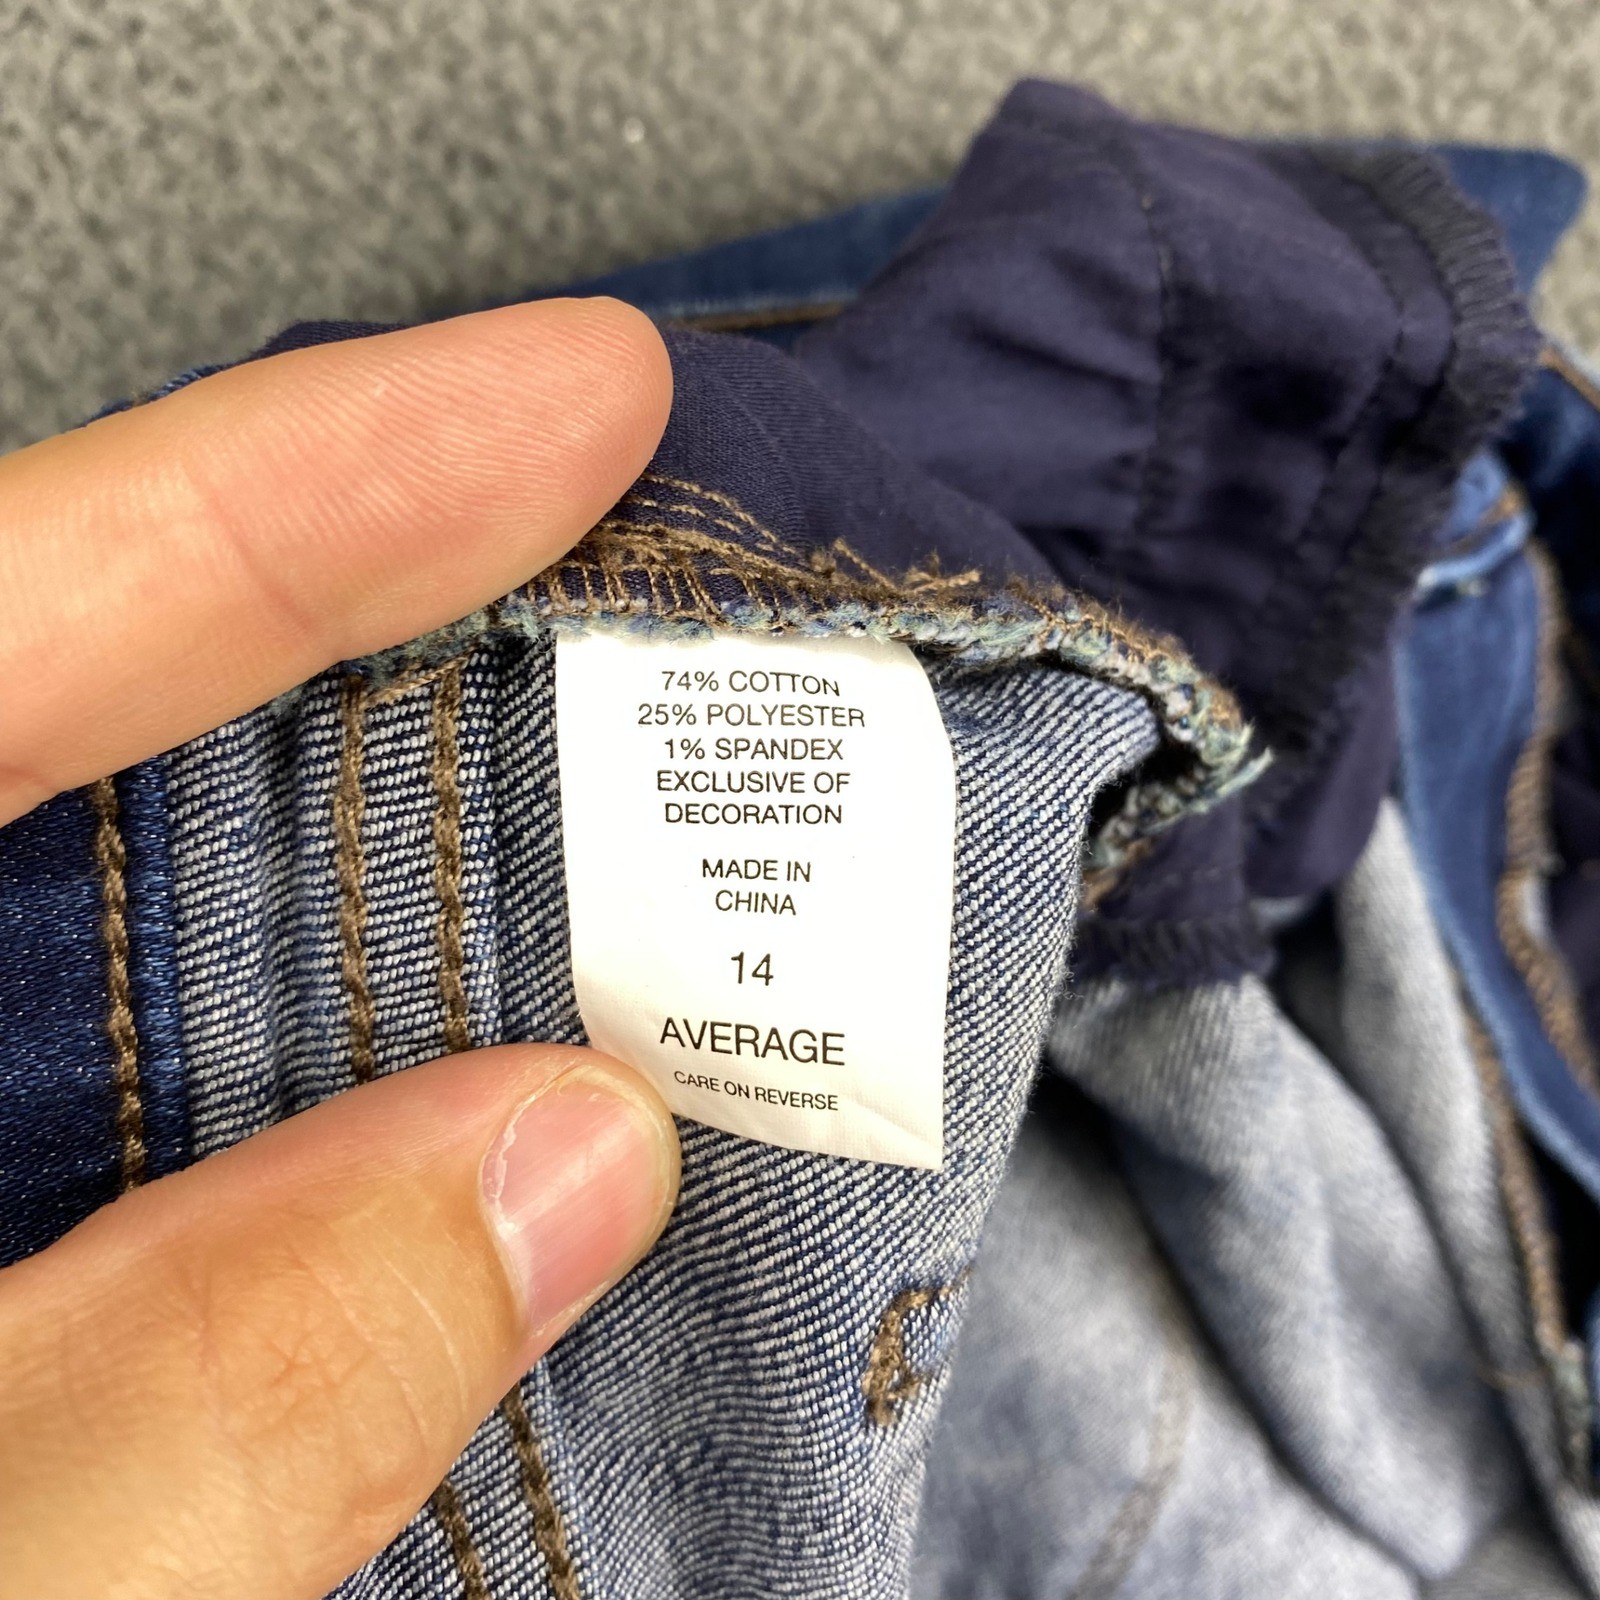 74% COTTON
25% POLYESTER
1% SPANDEX
EXCLUSIVE OF
DECORATION
MADE IN
CHINA
14
AVERAGE
CARE ON REVERSE